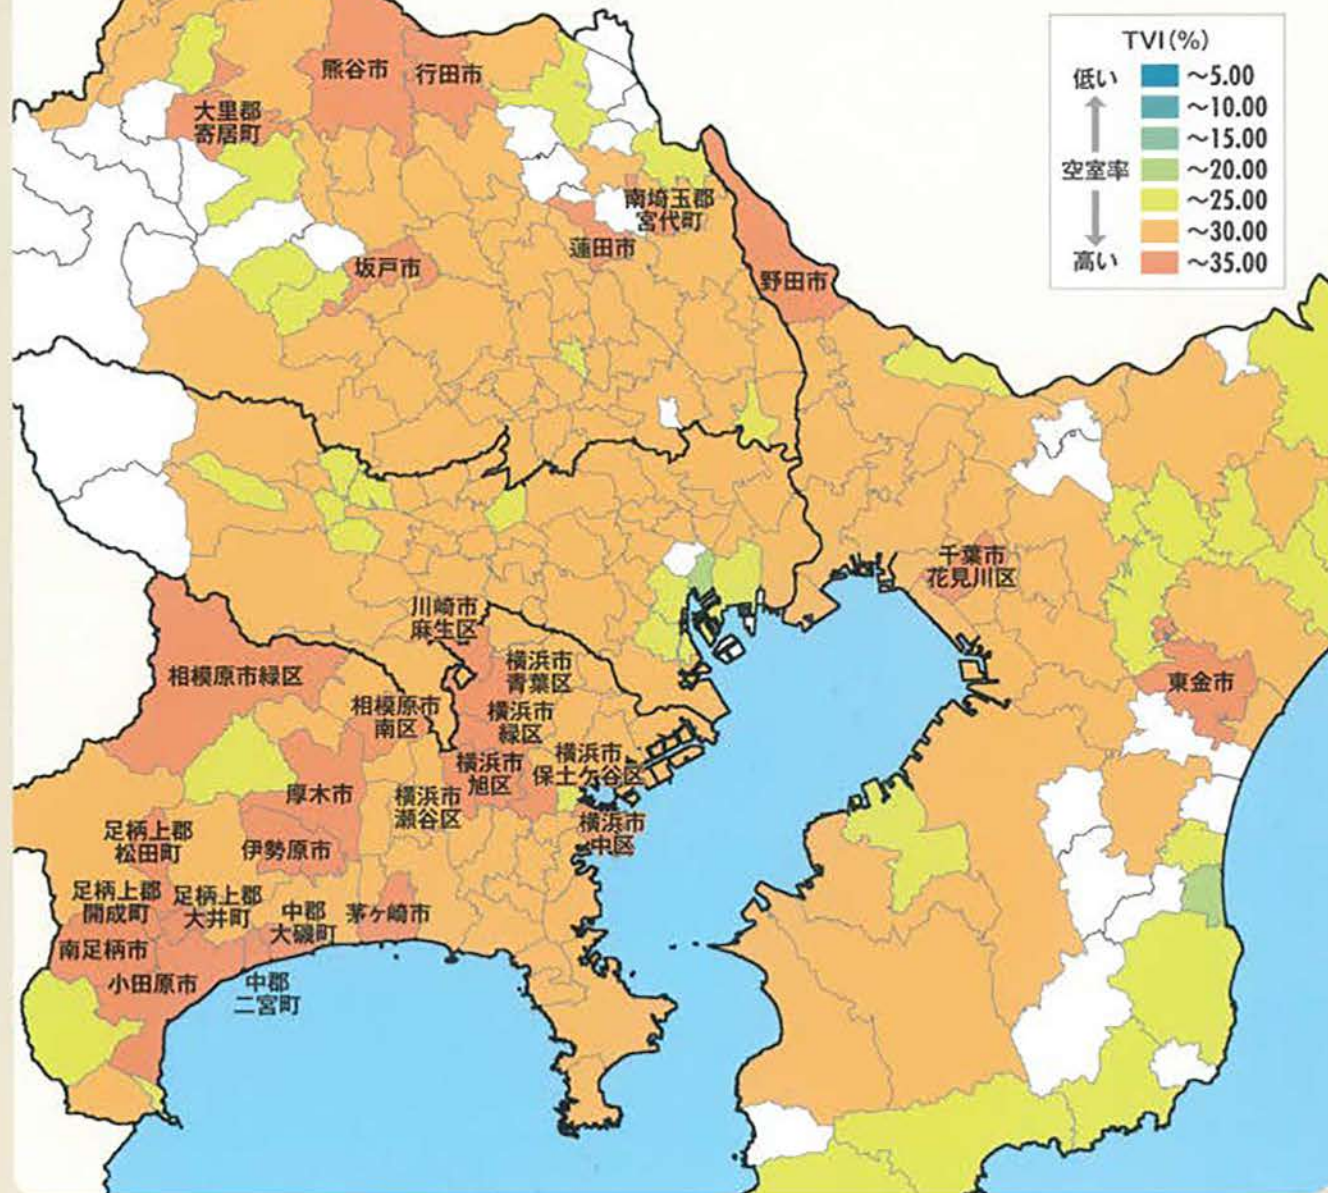 TVI(%)
低い
空室率
高い
～5.00
～10.00
～15.00
～20.00
～25.00
～30.00
～35.00
熊谷市
行田市
大里郡
寄居町
南埼玉郡
宮代町
蓮田市
坂戸市
野田市
千葉市
花見川区
川崎市
麻生区
横浜市
青葉区
相模原市緑区
東金市
相模原市
南区
横浜市
緑区
横浜市
旭区
横浜市
保土ケ谷区
厚木市
横浜市
瀬谷区
横浜市
中区
足柄上郡
松田町
伊勢原市
足柄上郡
開成町
足柄上郡
大井町
中郡
大磯町
茅ヶ崎市
南足柄市
小田原市
中郡
二宮町